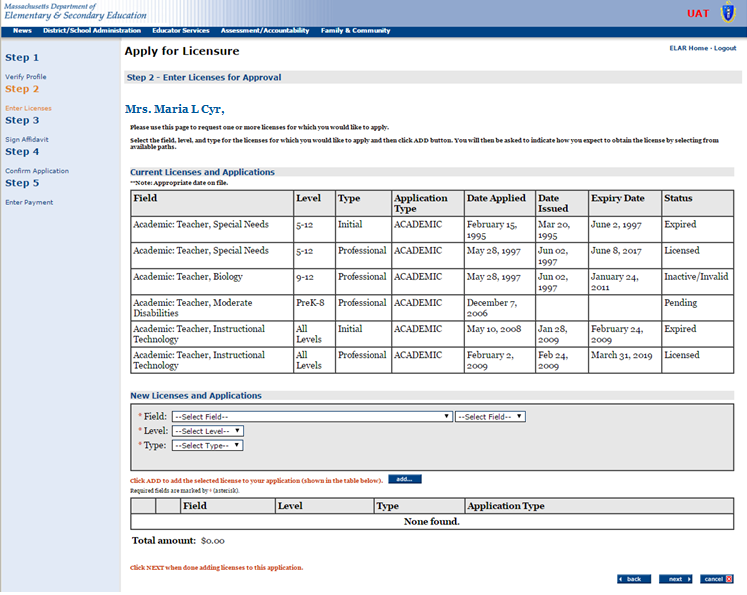 Massachusetts Department of
Elementary & Secondary Education
UAT
News District/School Administration Educator Services Assessment/Accountability Family & Community
ELAR Home - Logout
Apply for Licensure
Step 1
Verify Profile
Step 2
Enter Licenses
Step 3
Sign Affidavit
Step 4
Confirm Application
Step 5
Enter Payment
Step 2 - Enter Licenses for Approval
Mrs. Maria L Cyr,
Please use this page to request one or more licenses for which you would like to apply.
Select the field, level, and type for the licenses for which you would like to apply and then click ADD button. You will then be asked to indicate how you expect to obtain the license by selecting from
available paths.
Current Licenses and Applications
**Note: Appropriate date on file.
Field Level Type Application Type Date Applied Date Issued Expiry Date Status
Academic: Teacher, Special Needs 5-12 Initial ACADEMIC February 15, 1995 Mar 20, 1995 June 2, 1997 Expired
Academic: Teacher, Special Needs 5-12 Professional ACADEMIC May 28, 1997 Jun 02, 1997 June 8, 2017 Licensed
Academic: Teacher, Biology 9-12 Professional ACADEMIC May 28, 1997 Jun 02, 1997 January 24, 2011 Inactive/Invalid
Academic: Teacher, Moderate Disabilities PreK-8 Professional ACADEMIC December 7, 2006 Pending
Academic: Teacher, Instructional Technology All Levels Initial ACADEMIC May 10, 2008 Jan 28, 2009 February 24, 2009 Expired
Academic: Teacher, Instructional Technology All Levels Professional ACADEMIC February 2, 2009 Feb 24, 2009 March 31, 2019 Licensed
New Licenses and Applications
* Field: --Select Field-- --Select Field--
* Level: --Select Level--
* Type: --Select Type--
Click ADD to add the selected license to your application (shown in the table below). add...
Required fields are marked by * (asterisk).
Field Level Type Application Type
None found.
Total amount: $0.00
Click NEXT when done adding licenses to this application.
back next cancel